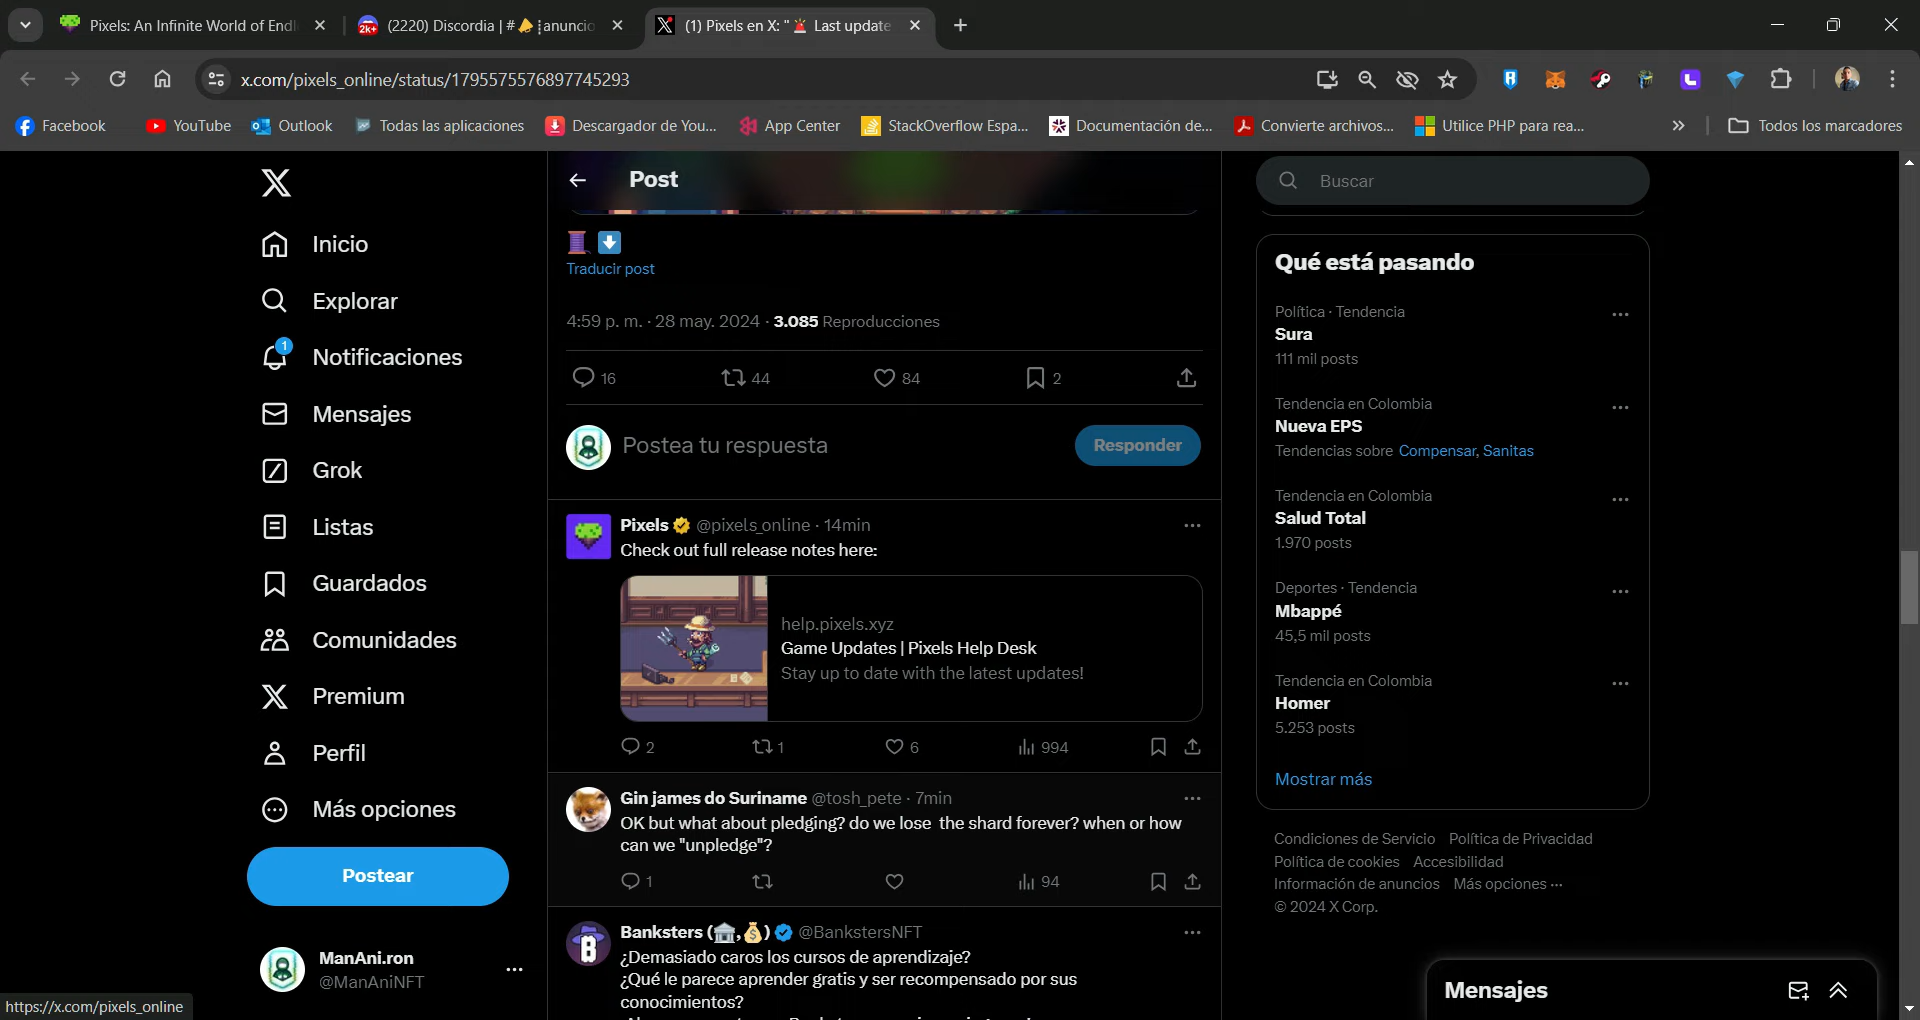 Pixels: An Infinite World of Endl
(2220) Discordia | # ⁝anuncio
(1) Pixels en X: "🚨 Last update
x.com/pixels_online/status/1795575576897745293
Facebook
YouTube
Outlook
Todas las aplicaciones
Descargador de You...
App Center
StackOverflow Espa...
Documentación de...
Convierte archivos...
Utilice PHP para rea...
Todos los marcadores
Inicio
Explorar
1
Notificaciones
Mensajes
Grok
Listas
Guardados
Comunidades
Premium
Perfil
Más opciones
Postear
ManAni.ron
@ManAniNFT
https://x.com/pixels_online
Post
🧵 ⬇️
Traducir post
4:59 p. m. · 28 may. 2024 · 3.085 Reproducciones
16 44 84 2
Postea tu respuesta
Responder
Pixels @pixels_online · 14min
Check out full release notes here:
help.pixels.xyz
Game Updates | Pixels Help Desk
Stay up to date with the latest updates!
2 1 6 994
Gin james do Suriname @tosh_pete · 7min
OK but what about pledging? do we lose the shard forever? when or how
can we "unpledge"?
1 94
Banksters (🏛️,💰) @BankstersNFT
¿Demasiado caros los cursos de aprendizaje?
¿Qué le parece aprender gratis y ser recompensado por sus
conocimientos?
Buscar
Qué está pasando
Política · Tendencia
Sura
111 mil posts
Tendencia en Colombia
Nueva EPS
Tendencias sobre Compensar, Sanitas
Tendencia en Colombia
Salud Total
1.970 posts
Deportes · Tendencia
Mbappé
45,5 mil posts
Tendencia en Colombia
Homer
5.253 posts
Mostrar más
Condiciones de Servicio Política de Privacidad
Política de cookies Accesibilidad
Información de anuncios Más opciones ···
© 2024 X Corp.
Mensajes